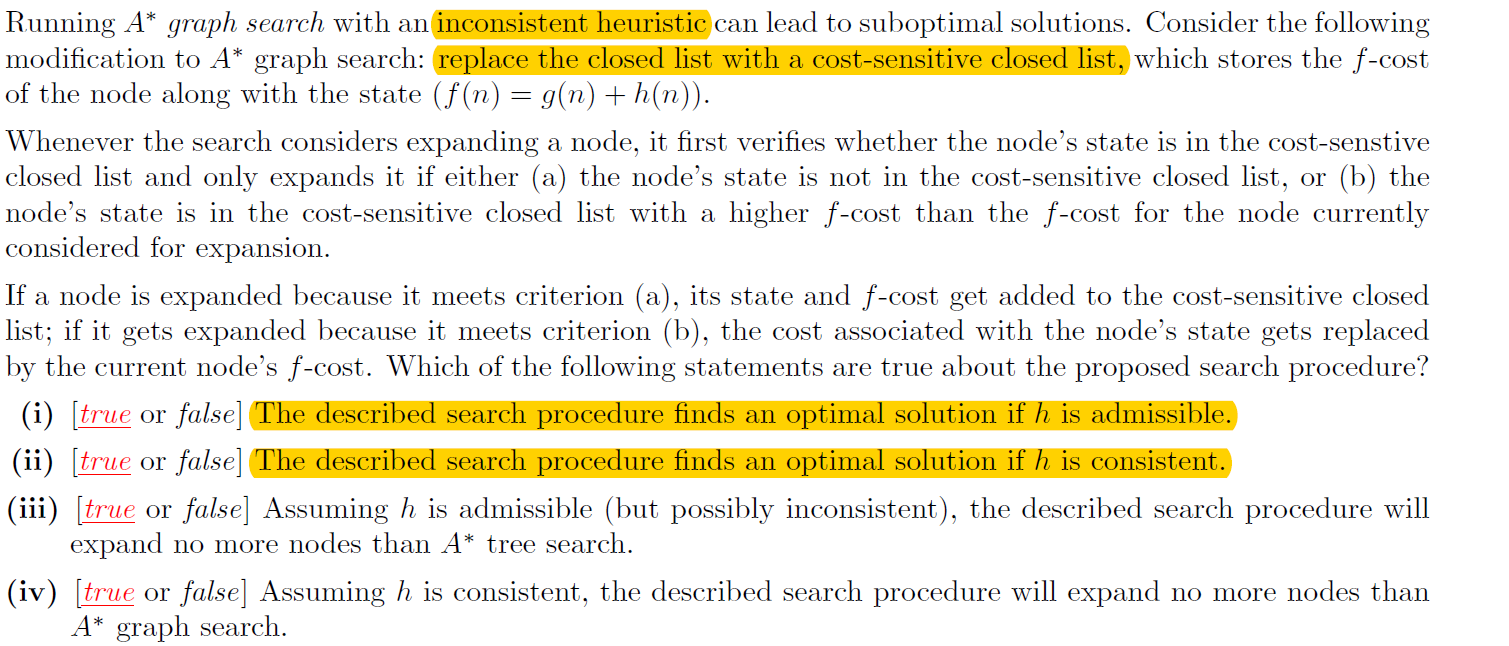 Running A* graph search with an inconsistent heuristic can lead to suboptimal solutions. Consider the following
modification to A* graph search: replace the closed list with a cost-sensitive closed list, which stores the f-cost
of the node along with the state (f(n) = g(n) + h(n)).
Whenever the search considers expanding a node, it first verifies whether the node's state is in the cost-senstive
closed list and only expands it if either (a) the node's state is not in the cost-sensitive closed list, or (b) the
node's state is in the cost-sensitive closed list with a higher f-cost than the f-cost for the node currently
considered for expansion.
If a node is expanded because it meets criterion (a), its state and f-cost get added to the cost-sensitive closed
list; if it gets expanded because it meets criterion (b), the cost associated with the node's state gets replaced
by the current node's f-cost. Which of the following statements are true about the proposed search procedure?
(i) [true or false] The described search procedure finds an optimal solution if h is admissible.
(ii) [true or false] The described search procedure finds an optimal solution if h is consistent.
(iii) [true or false] Assuming h is admissible (but possibly inconsistent), the described search procedure will
expand no more nodes than A* tree search.
(iv) [true or false] Assuming h is consistent, the described search procedure will expand no more nodes than
A* graph search.